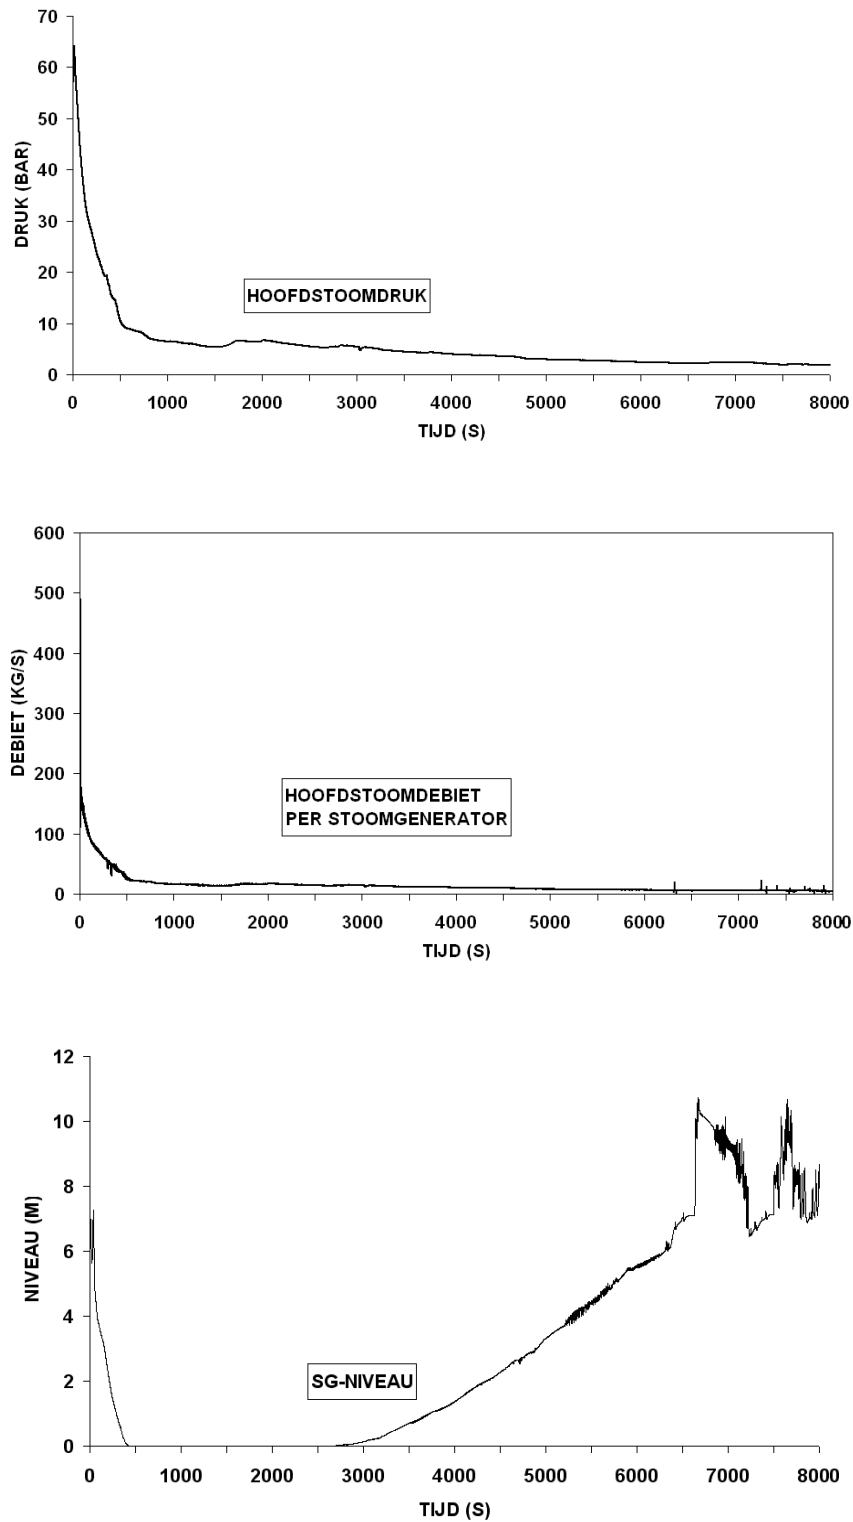 70
60
50
40
30
20
10
0
DRUK (BAR)
HOOFDSTOOMDRUK
0 1000 2000 3000 4000 5000 6000 7000 8000
TIJD (S)
600
500
400
300
200
100
0
DEBIET (KG/S)
HOOFDSTOOMDEBIET
PER STOOMGENERATOR
0 1000 2000 3000 4000 5000 6000 7000 8000
TIJD (S)
12
10
8
6
4
2
0
NIVEAU (M)
SG-NIVEAU
0 1000 2000 3000 4000 5000 6000 7000 8000
TIJD (S)